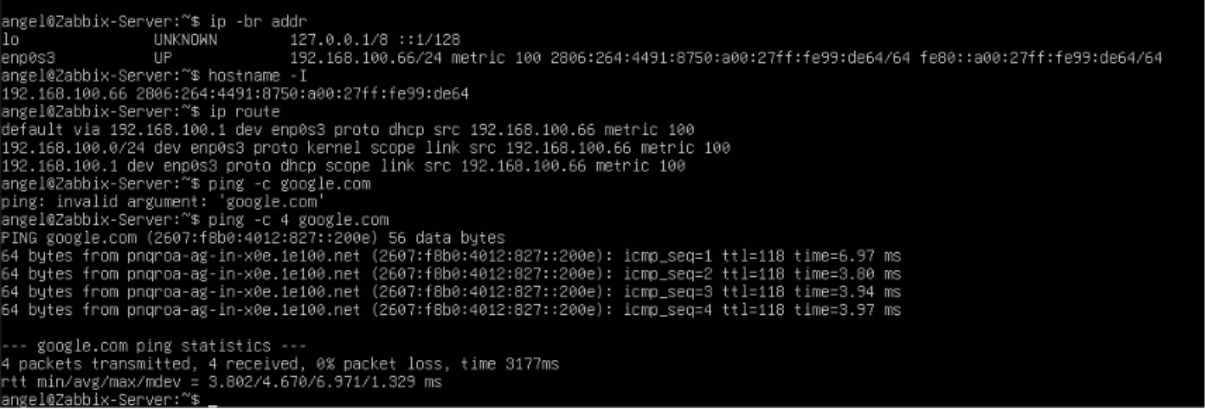 angel@Zabbix-Server:~$ ip -br addr
lo               UNKNOWN        127.0.0.1/8 ::1/128
enp0s3           UP             192.168.100.66/24 metric 100 2806:264:4491:8750:a00:27ff:fe99:de64/64 fe80::a00:27ff:fe99:de64/64
angel@Zabbix-Server:~$ hostname -I
192.168.100.66 2806:264:4491:8750:a00:27ff:fe99:de64
angel@Zabbix-Server:~$ ip route
default via 192.168.100.1 dev enp0s3 proto dhcp src 192.168.100.66 metric 100
192.168.100.0/24 dev enp0s3 proto kernel scope link src 192.168.100.66 metric 100
192.168.100.1 dev enp0s3 proto dhcp scope link src 192.168.100.66 metric 100
angel@Zabbix-Server:~$ ping -c google.com
ping: invalid argument: 'google.com'
angel@Zabbix-Server:~$ ping -c 4 google.com
PING google.com (2607:f8b0:4012:827::200e) 56 data bytes
64 bytes from pnqroa-ag-in-x0e.1e100.net (2607:f8b0:4012:827::200e): icmp_seq=1 ttl=118 time=6.97 ms
64 bytes from pnqroa-ag-in-x0e.1e100.net (2607:f8b0:4012:827::200e): icmp_seq=2 ttl=118 time=3.80 ms
64 bytes from pnqroa-ag-in-x0e.1e100.net (2607:f8b0:4012:827::200e): icmp_seq=3 ttl=118 time=3.94 ms
64 bytes from pnqroa-ag-in-x0e.1e100.net (2607:f8b0:4012:827::200e): icmp_seq=4 ttl=118 time=3.97 ms

--- google.com ping statistics ---
4 packets transmitted, 4 received, 0% packet loss, time 3177ms
rtt min/avg/max/mdev = 3.802/4.670/6.971/1.329 ms
angel@Zabbix-Server:~$ _